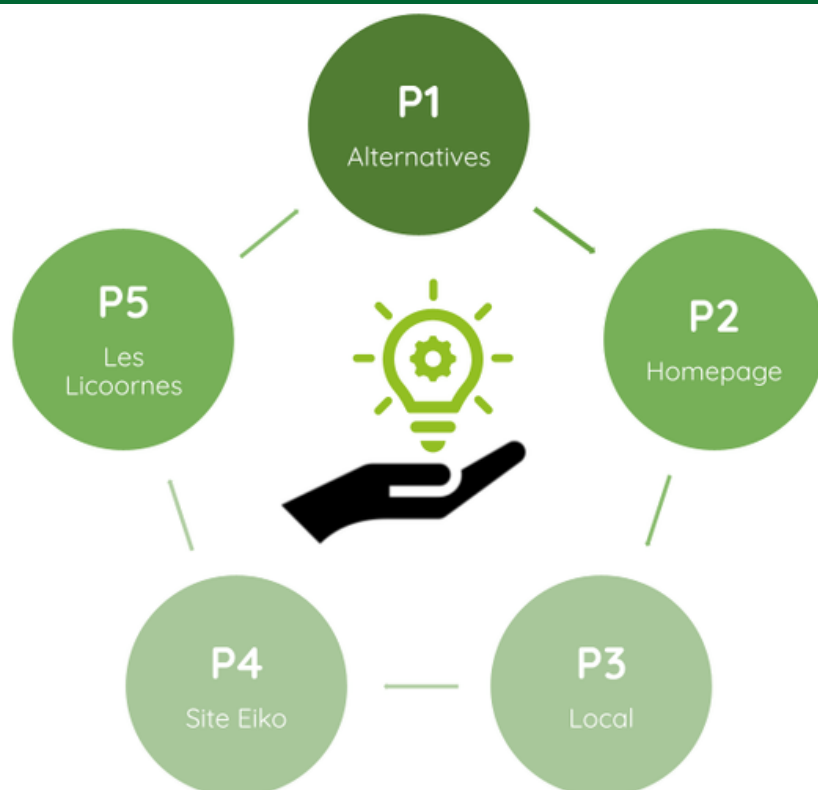 P1
Alternatives
P2
Homepage
P3
Local
P4
Site Eiko
P5
Les
Licoornes